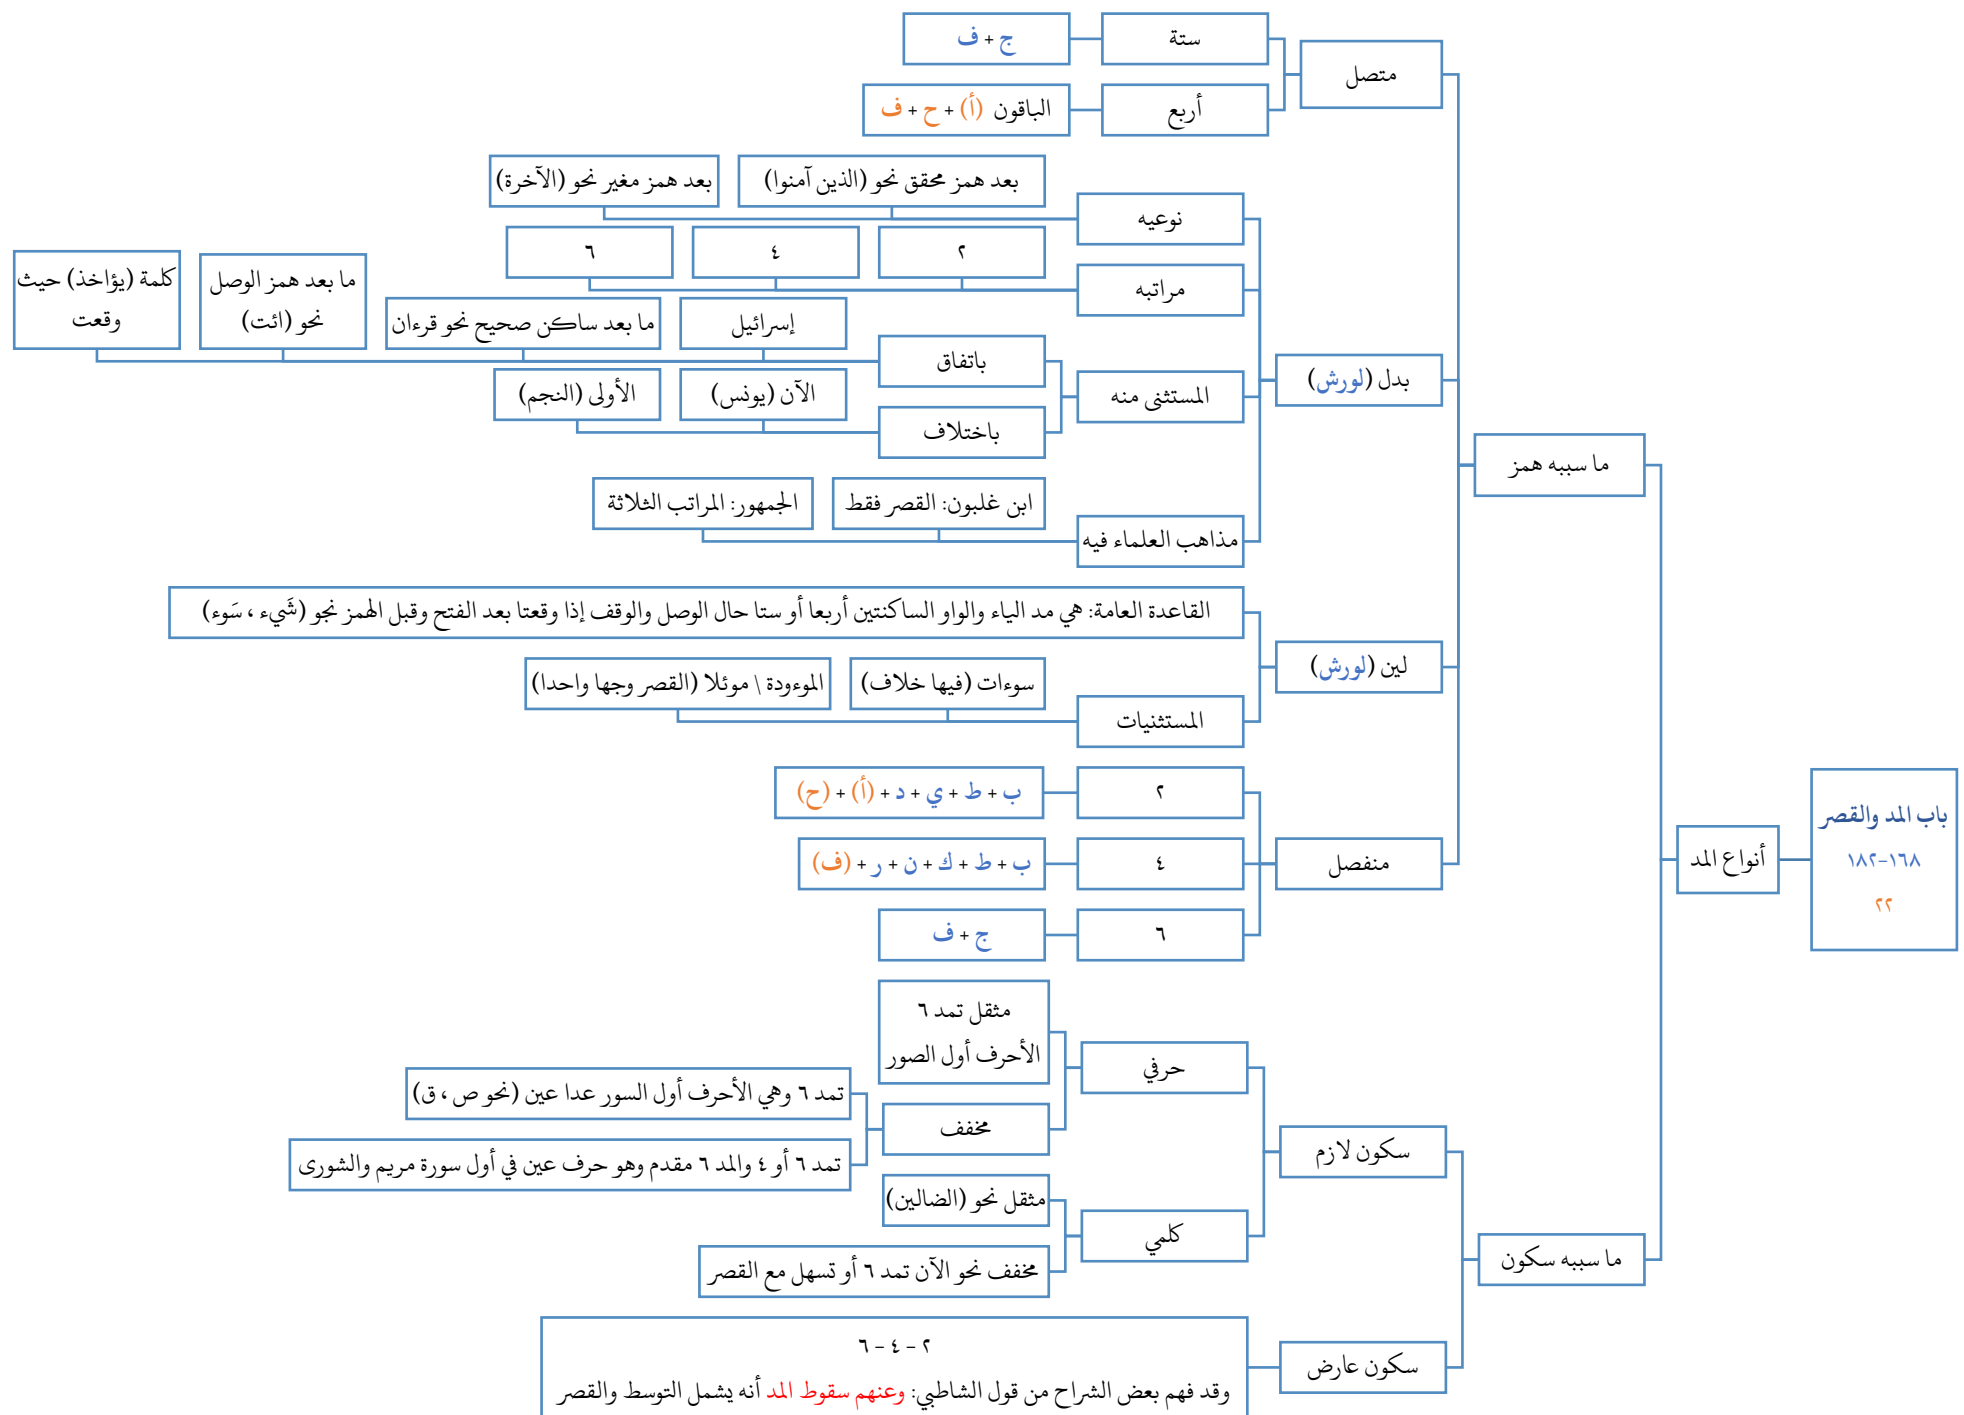 باب المد والقصر
١٦٨-١٨٢
٢٢
أنواع المد
ما سببه همز
متصل
ستة
ج + ف
أربع
الباقون (أ) + ح + ف
بدل (لورش)
نوعيه
بعد همز محقق نحو (الذين آمنوا)
بعد همز مغير نحو (الآخرة)
مراتبه
٢
٤
٦
المستثنى منه
باتفاق
إسرائيل
ما بعد ساكن صحيح نحو قرءان
ما بعد همز الوصل
نحو (ائت)
كلمة (يؤاخذ) حيث
وقعت
باختلاف
الآن (يونس)
الأولى (النجم)
مذاهب العلماء فيه
ابن غلبون: القصر فقط
الجمهور: المراتب الثلاثة
لين (لورش)
القاعدة العامة: هي مد الياء والواو الساكنتين أربعا أو ستا حال الوصل والوقف إذا وقعتا بعد الفتح وقبل الهمز نجو (شَيء ، سَوء)
المستثنيات
سوءات (فيها خلاف)
الموءودة \ موئلا (القصر وجها واحدا)
منفصل
٢
ب + ط + ي + د + (أ) + (ح)
٤
ب + ط + ك + ن + ر + (ف)
٦
ج + ف
ما سببه سكون
سكون لازم
حرفي
مثقل تمد ٦
الأحرف أول الصور
مخفف
تمد ٦ وهي الأحرف أول السور عدا عين (نحو ص ، ق)
تمد ٦ أو ٤ والمد ٦ مقدم وهو حرف عين في أول سورة مريم والشورى
كلمي
مثقل نحو (الضالين)
مخفف نحو الآن تمد ٦ أو تسهل مع القصر
سكون عارض
٢ - ٤ - ٦
وقد فهم بعض الشراح من قول الشاطبي: وعنهم سقوط المد أنه يشمل التوسط والقصر